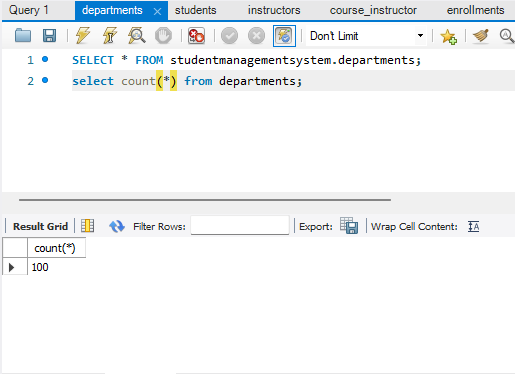 Query 1 departments × students instructors course_instructor enrollments
Don't Limit
1 SELECT * FROM studentmanagementsystem.departments;
2 select count(*) from departments;
Result Grid Filter Rows: Export: Wrap Cell Content:
count(*)
100